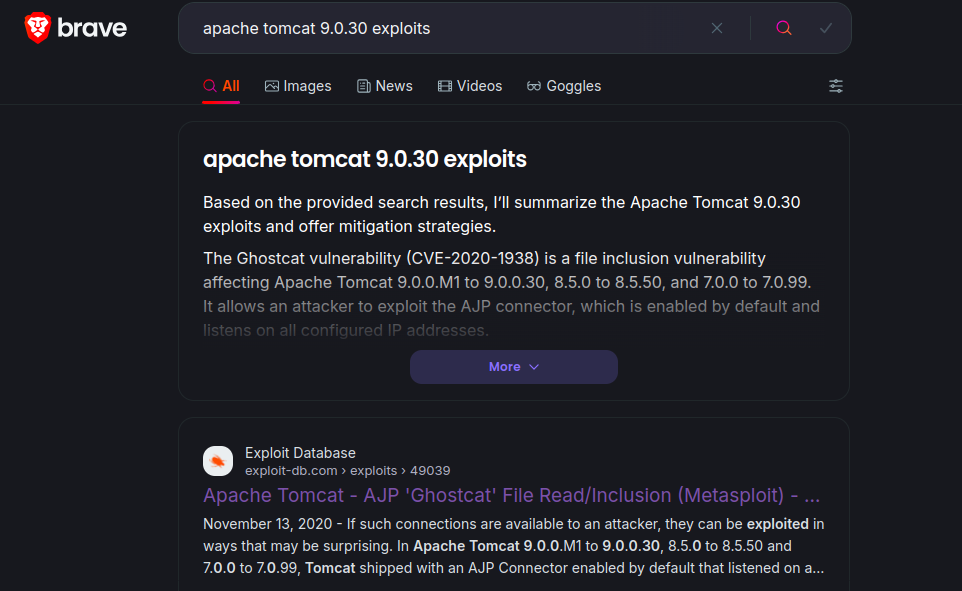 brave
apache tomcat 9.0.30 exploits
All Images News Videos Goggles
apache tomcat 9.0.30 exploits
Based on the provided search results, I'll summarize the Apache Tomcat 9.0.30
exploits and offer mitigation strategies.
The Ghostcat vulnerability (CVE-2020-1938) is a file inclusion vulnerability
affecting Apache Tomcat 9.0.0.M1 to 9.0.0.30, 8.5.0 to 8.5.50, and 7.0.0 to 7.0.99.
It allows an attacker to exploit the AJP connector, which is enabled by default and
listens on all configured IP addresses.
More
Exploit Database
exploit-db.com › exploits › 49039
Apache Tomcat - AJP 'Ghostcat' File Read/Inclusion (Metasploit) - ...
November 13, 2020 - If such connections are available to an attacker, they can be exploited in
ways that may be surprising. In Apache Tomcat 9.0.0.M1 to 9.0.0.30, 8.5.0 to 8.5.50 and
7.0.0 to 7.0.99, Tomcat shipped with an AJP Connector enabled by default that listened on a...